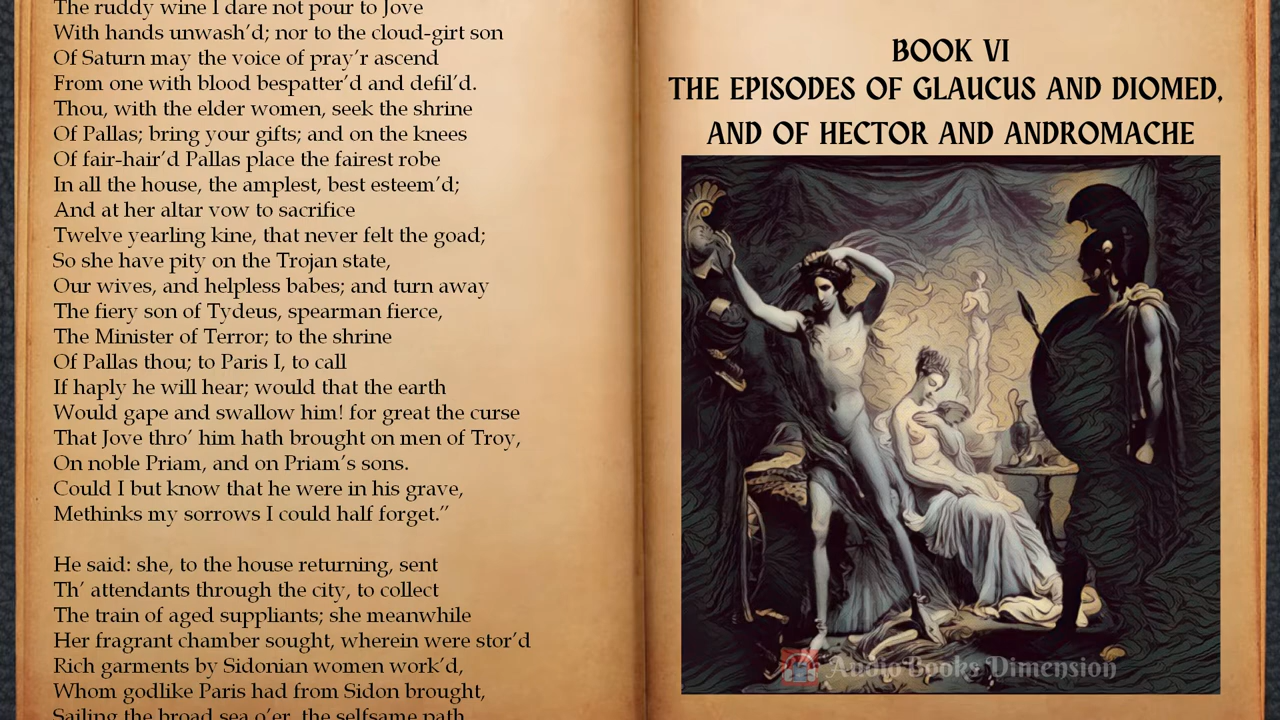 The ruddy wine I dare not pour to Jove
With hands unwash’d; nor to the cloud-girt son
Of Saturn may the voice of pray’r ascend
From one with blood bespatter’d and defil’d.
Thou, with the elder women, seek the shrine
Of Pallas; bring your gifts; and on the knees
Of fair-hair’d Pallas place the fairest robe
In all the house, the amplest, best esteem’d;
And at her altar vow to sacrifice
Twelve yearling kine, that never felt the goad;
So she have pity on the Trojan state,
Our wives, and helpless babes; and turn away
The fiery son of Tydeus, spearman fierce,
The Minister of Terror; to the shrine
Of Pallas thou; to Paris I, to call
If haply he will hear; would that the earth
Would gape and swallow him! for great the curse
That Jove thro’ him hath brought on men of Troy,
On noble Priam, and on Priam’s sons.
Could I but know that he were in his grave,
Methinks my sorrows I could half forget.”
He said: she, to the house returning, sent
Th’ attendants through the city, to collect
The train of aged suppliants; she meanwhile
Her fragrant chamber sought, wherein were stor’d
Rich garments by Sidonian women work’d,
Whom godlike Paris had from Sidon brought,
Sailing the broad sea o’er, the selfsame path
BOOK VI
THE EPISODES OF GLAUCUS AND DIOMED,
AND OF HECTOR AND ANDROMACHE
AudioBooks Dimension